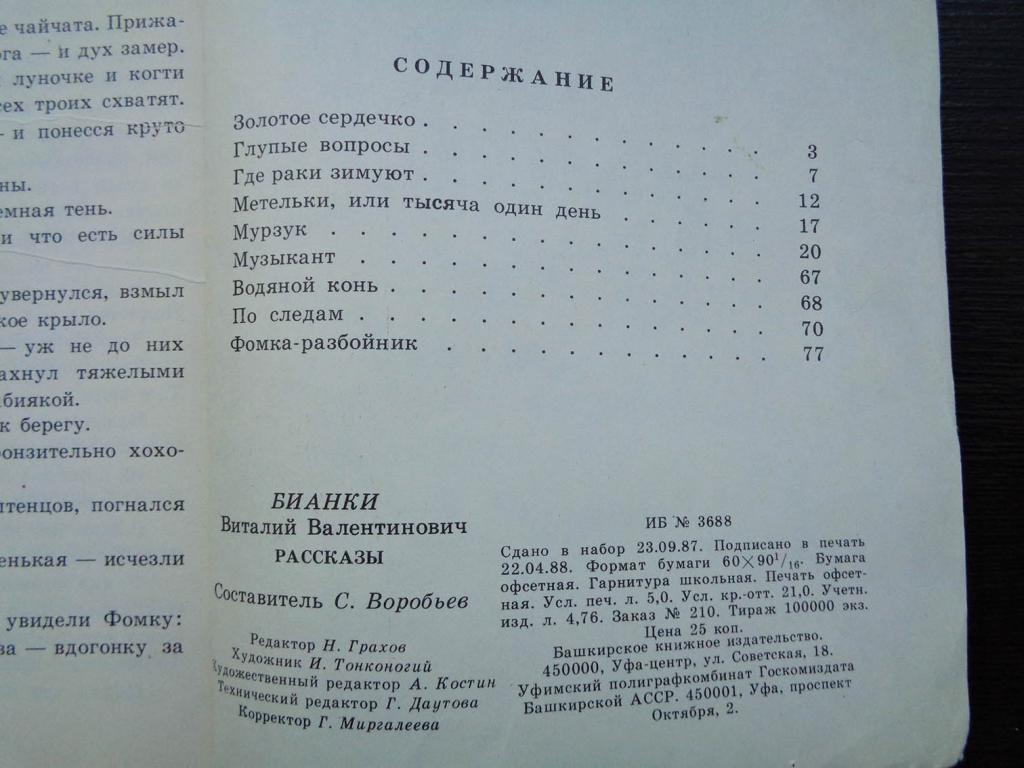 е чайчата. Прижа-
ога — и дух замер.
луночке и когти
сех троих схватят.
— и понесся круто
ны.
емная тень.
и что есть силы
увернулся, взмыл
кое крыло.
— уж не до них
ахнул тяжелыми
абиякой.
к берегу.
ронзительно хохо-
птенцов, погнался
енькая — исчезли
увидели Фомку:
ва — вдогонку за
СОДЕРЖАНИЕ
Золотое сердечко . . . . . . . . . . . . 3
Глупые вопросы . . . . . . . . . . . . 7
Где раки зимуют . . . . . . . . . . . . 12
Метельки, или тысяча один день . . . . . 17
Мурзук . . . . . . . . . . . . . . . 20
Музыкант . . . . . . . . . . . . . . 67
Водяной конь . . . . . . . . . . . . . 68
По следам . . . . . . . . . . . . . . 70
Фомка-разбойник . . . . . . . . . . . 77
БИАНКИ
Виталий Валентинович
РАССКАЗЫ
Составитель С. Воробьев
Редактор Н. Грахов
Художник И. Тонконогий
Художественный редактор А. Костин
Технический редактор Г. Даутова
Корректор Г. Миргалеева
ИБ № 3688
Сдано в набор 23.09.87. Подписано в печать
22.04.88. Формат бумаги 60×90¹/₁₆. Бумага
офсетная. Гарнитура школьная. Печать офсет-
ная. Усл. печ. л. 5,0. Усл. кр.-отт. 21,0. Учетн.
изд. л. 4,76. Заказ № 210. Тираж 100000 экз.
Цена 25 коп.
Башкирское книжное издательство.
450000, Уфа-центр, ул. Советская, 18.
Уфимский полиграфкомбинат Госкомиздата
Башкирской АССР. 450001, Уфа, проспект
Октября, 2.